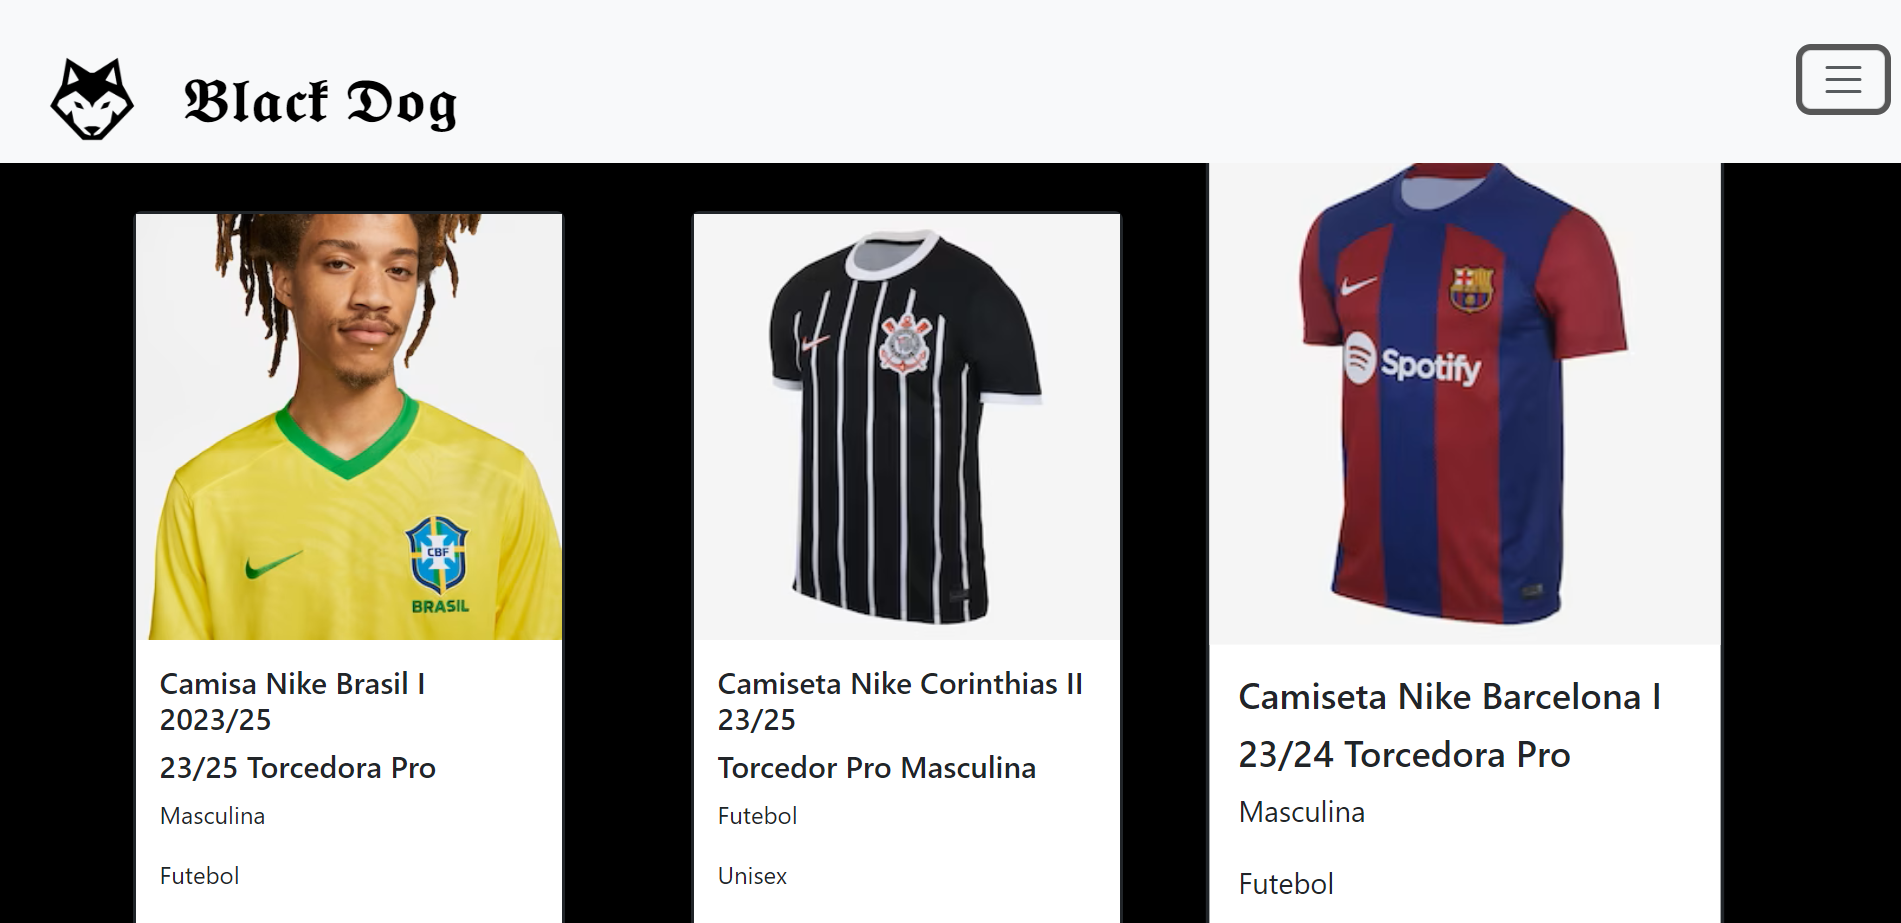 Black Dog
CBF
BRASIL
Camisa Nike Brasil I
2023/25
23/25 Torcedora Pro
Masculina
Futebol
Camiseta Nike Corinthias II
23/25
Torcedor Pro Masculina
Futebol
Unisex
Spotify
Camiseta Nike Barcelona I
23/24 Torcedora Pro
Masculina
Futebol